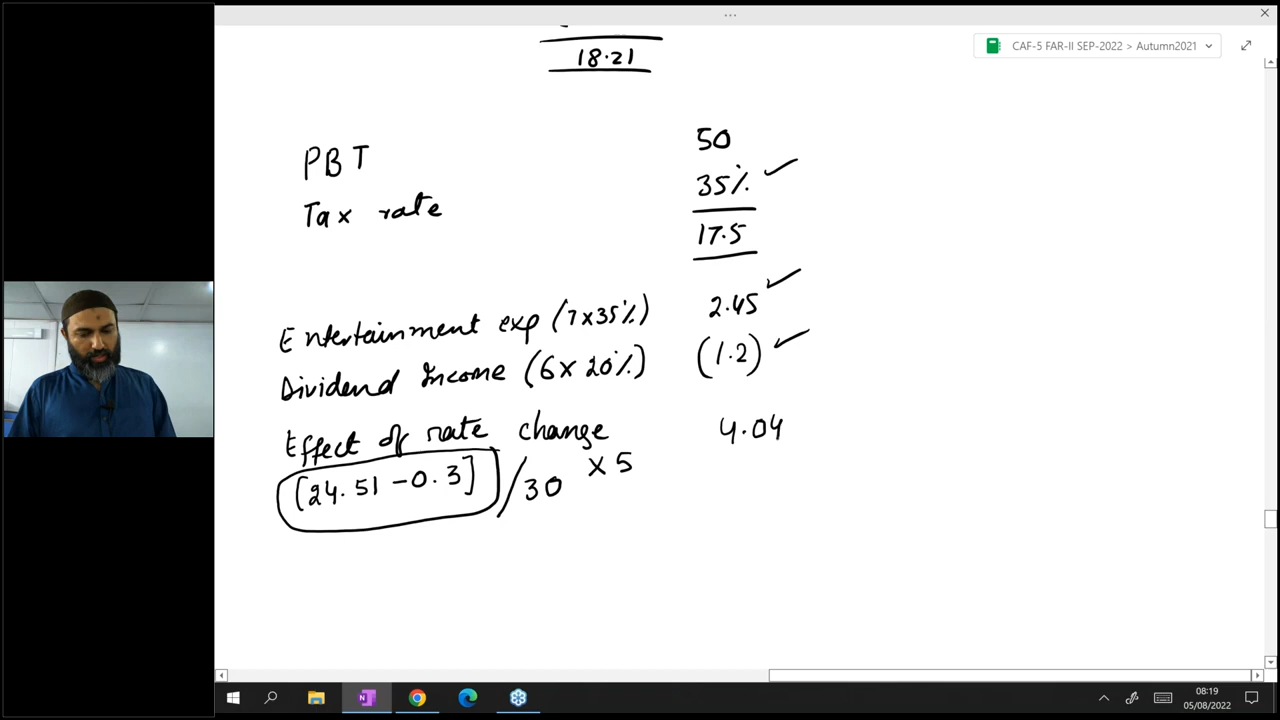 CAF-5 FAR-II SEP-2022 > Autumn2021
18.21
PBT 50
Tax rate 35%
17.5
Entertainment exp (7x35%) 2.45
Dividend Income (6x20%) (1.2)
Effect of rate change 4.04
[24.51 - 0.3] / 30 x 5
08:19
05/08/2022